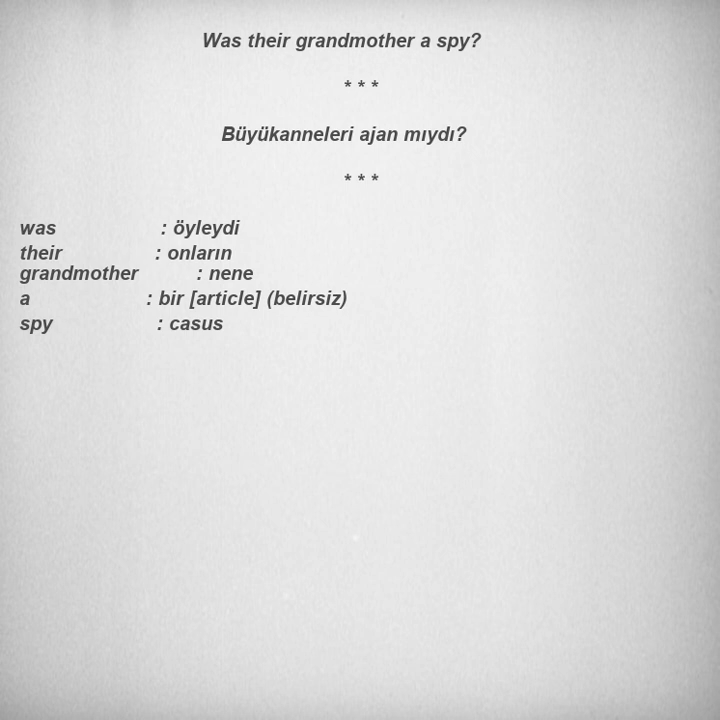 Was their grandmother a spy?
* * *
Büyükanneleri ajan mıydı?
* * *
was : öyleydi
their : onların
grandmother : nene
a : bir [article] (belirsiz)
spy : casus